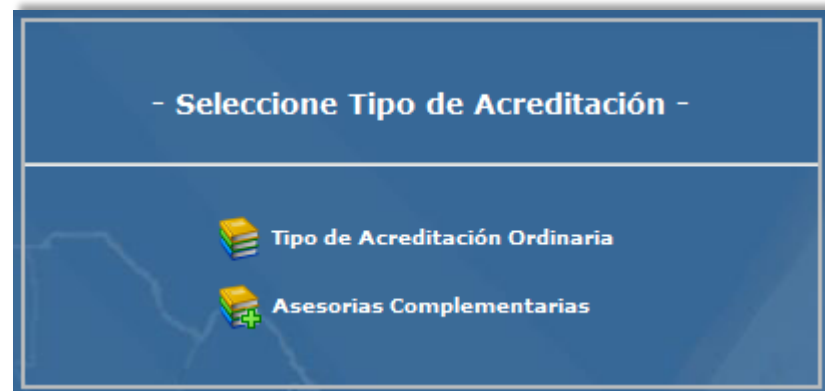 - Seleccione Tipo de Acreditación -
Tipo de Acreditación Ordinaria
Asesorias Complementarias